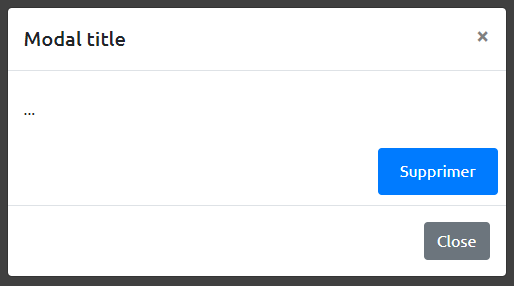 Modal title
×
...
Supprimer
Close